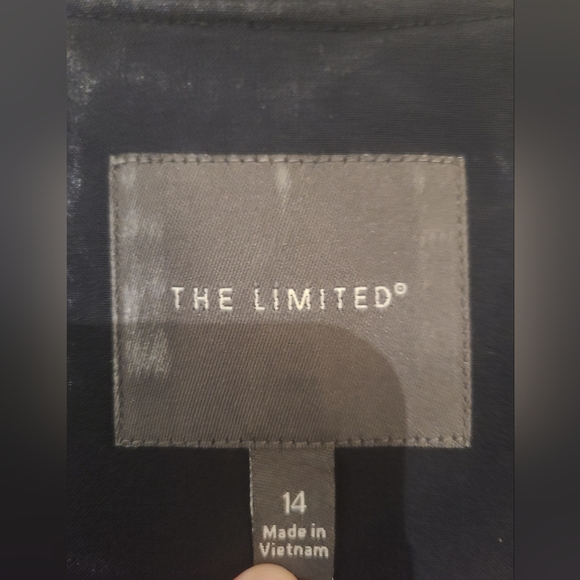 THE LIMITED®
14
Made in
Vietnam